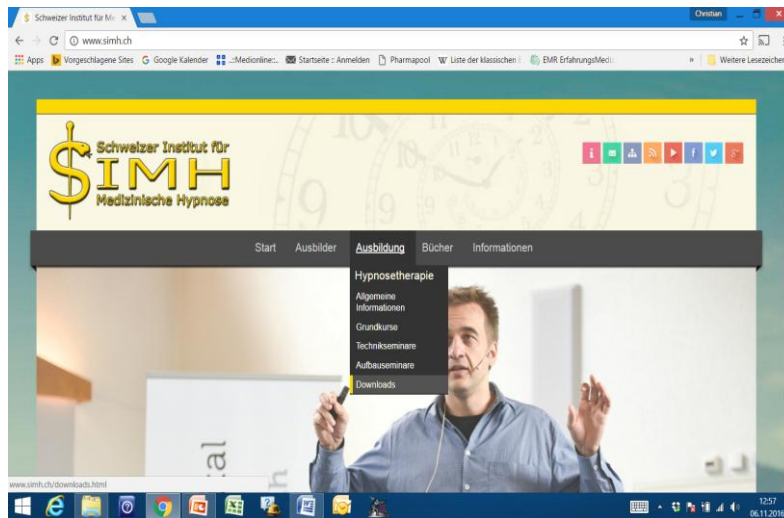 Schweizer Institut für Me
Christian
www.simh.ch
Apps
Vorgeschlagene Sites
Google Kalender
..::Medionline::..
Startseite :: Anmelden
Pharmapool
Liste der klassischen
EMR ErfahrungsMedi
»
Weitere Lesezeichen
Schweizer Institut für
SIMH
Medizinische Hypnose
Start Ausbilder Ausbildung Bücher Informationen
Hypnosetherapie
Allgemeine
Informationen
Grundkurse
Technikseminare
Aufbauseminare
Downloads
www.simh.ch/downloads.html
12:57
06.11.2016